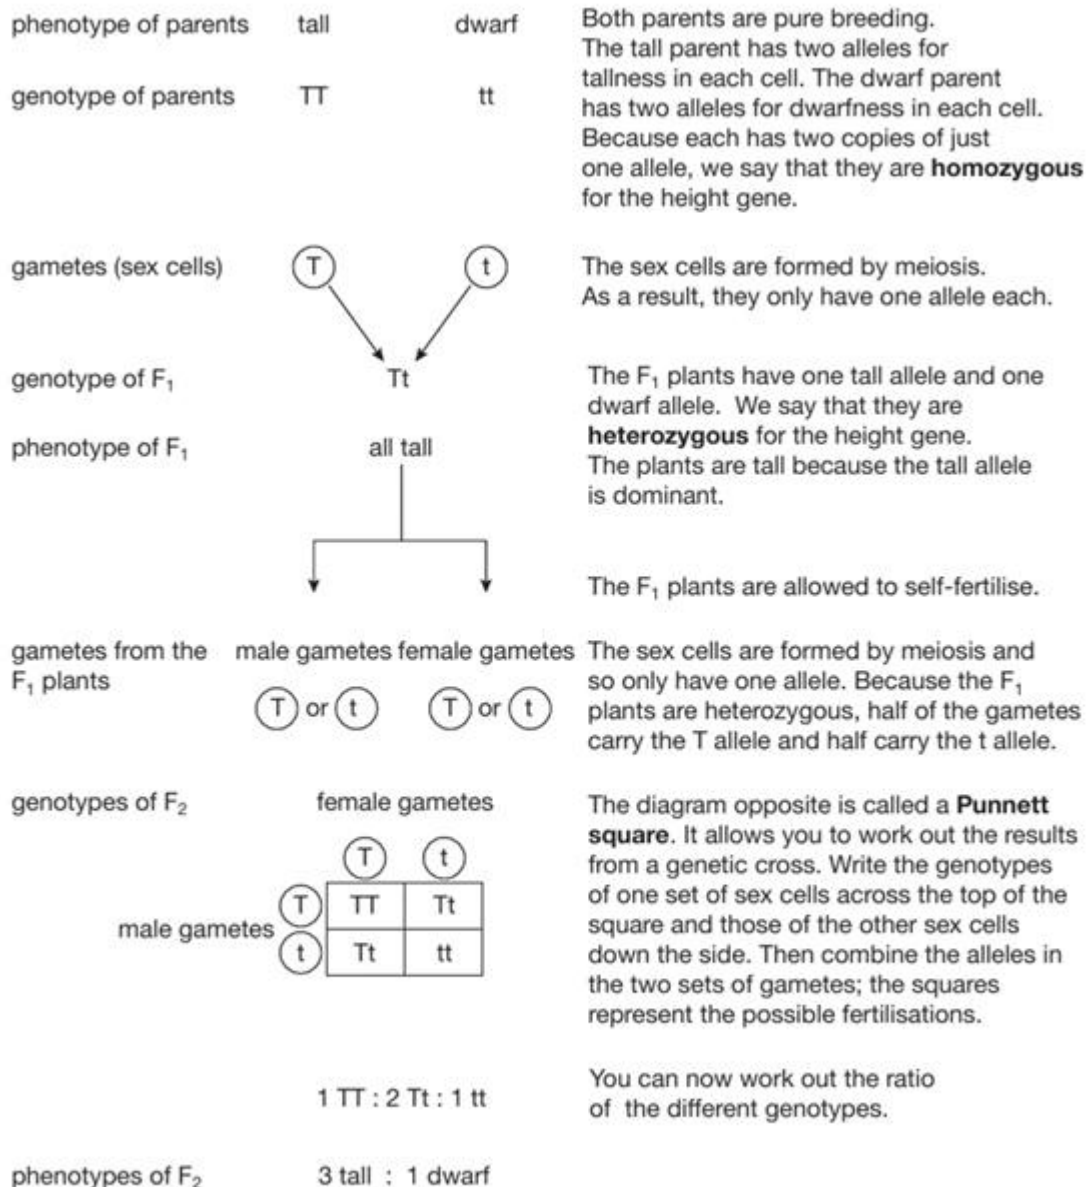 phenotype of parents tall dwarf
Both parents are pure breeding.
The tall parent has two alleles for
tallness in each cell. The dwarf parent
has two alleles for dwarfness in each cell.
Because each has two copies of just
one allele, we say that they are homozygous
for the height gene.
genotype of parents TT tt
gametes (sex cells) T t
The sex cells are formed by meiosis.
As a result, they only have one allele each.
genotype of F₁ Tt
The F₁ plants have one tall allele and one
dwarf allele. We say that they are
heterozygous for the height gene.
The plants are tall because the tall allele
is dominant.
phenotype of F₁ all tall
The F₁ plants are allowed to self-fertilise.
gametes from the
F₁ plants
male gametes female gametes
T or t T or t
The sex cells are formed by meiosis and
so only have one allele. Because the F₁
plants are heterozygous, half of the gametes
carry the T allele and half carry the t allele.
genotypes of F₂ female gametes
T t
male gametes
T TT Tt
t Tt tt
The diagram opposite is called a Punnett
square. It allows you to work out the results
from a genetic cross. Write the genotypes
of one set of sex cells across the top of the
square and those of the other sex cells
down the side. Then combine the alleles in
the two sets of gametes; the squares
represent the possible fertilisations.
1 TT : 2 Tt : 1 tt
You can now work out the ratio
of the different genotypes.
phenotypes of F₂ 3 tall : 1 dwarf